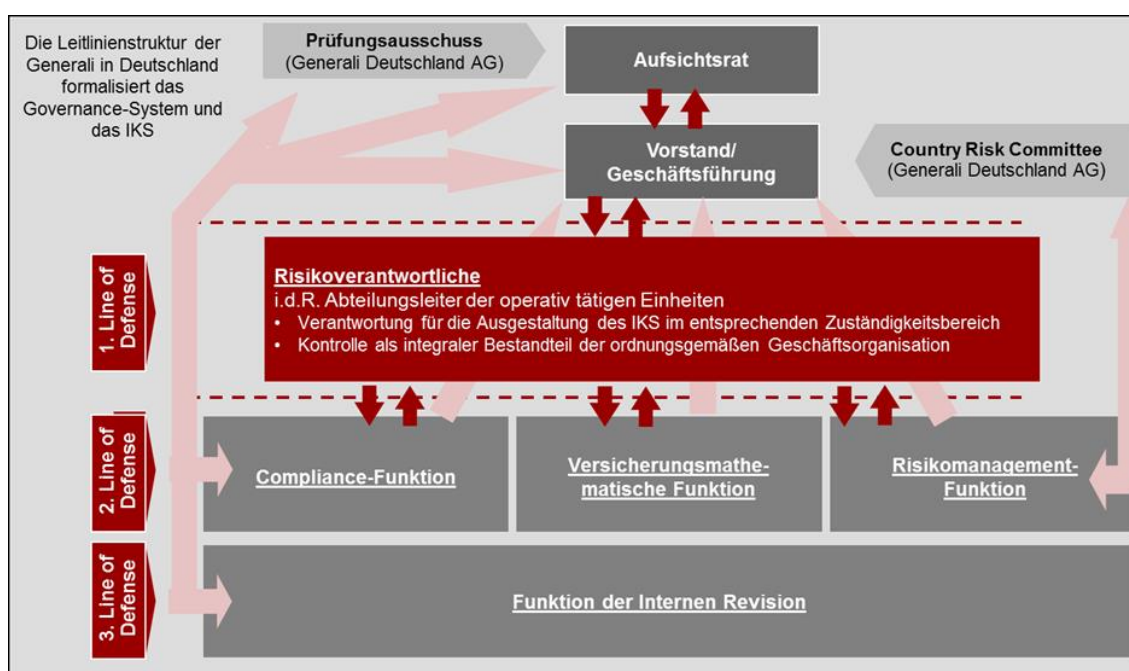 Die Leitlinienstruktur der
Generali in Deutschland
formalisiert das
Governance-System und
das IKS
Prüfungsausschuss
(Generali Deutschland AG)
Aufsichtsrat
Vorstand/
Geschäftsführung
Country Risk Committee
(Generali Deutschland AG)
1. Line of
Defense
Risikoverantwortliche
i.d.R. Abteilungsleiter der operativ tätigen Einheiten
• Verantwortung für die Ausgestaltung des IKS im entsprechenden Zuständigkeitsbereich
• Kontrolle als integraler Bestandteil der ordnungsgemäßen Geschäftsorganisation
2. Line of
Defense
Compliance-Funktion
Versicherungsmathe-
matische Funktion
Risikomanagement-
Funktion
3. Line of
Defense
Funktion der Internen Revision